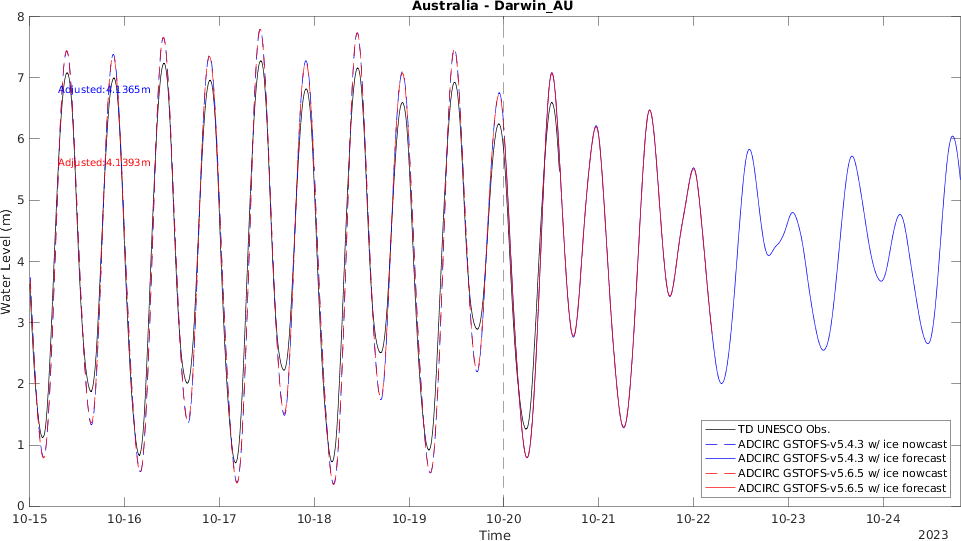 Australia - Darwin_AU
8
7
6
5
4
3
2
1
0
Water Level (m)
Adjusted:4.1365m
Adjusted:4.1393m
TD UNESCO Obs.
ADCIRC GSTOFS-v5.4.3 w/ ice nowcast
ADCIRC GSTOFS-v5.4.3 w/ ice forecast
ADCIRC GSTOFS-v5.6.5 w/ ice nowcast
ADCIRC GSTOFS-v5.6.5 w/ ice forecast
10-15 10-16 10-17 10-18 10-19 10-20 10-21 10-22 10-23 10-24
Time
2023